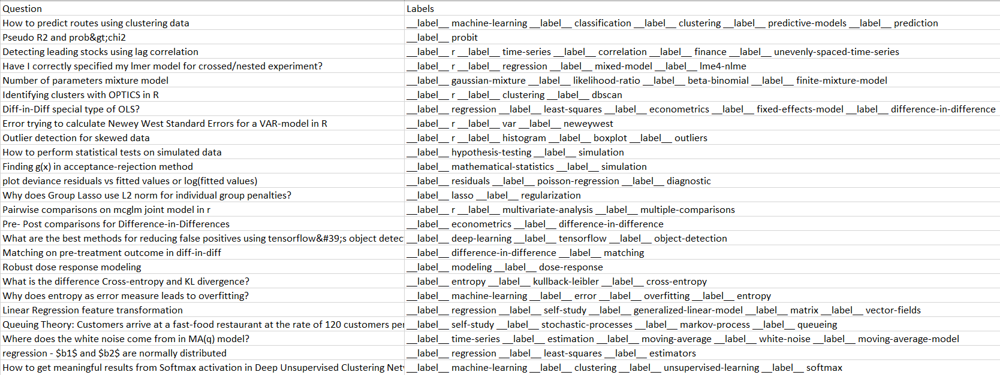 Question Labels
How to predict routes using clustering data __label__ machine-learning __label__ classification __label__ clustering __label__ predictive-models __label__ prediction
Pseudo R2 and prob&gt;chi2 __label__ probit
Detecting leading stocks using lag correlation __label__ r __label__ time-series __label__ correlation __label__ finance __label__ unevenly-spaced-time-series
Have I correctly specified my lmer model for crossed/nested experiment? __label__ r __label__ regression __label__ mixed-model __label__ lme4-nlme
Number of parameters mixture model __label__ gaussian-mixture __label__ likelihood-ratio __label__ beta-binomial __label__ finite-mixture-model
Identifying clusters with OPTICS in R __label__ r __label__ clustering __label__ dbscan
Diff-in-Diff special type of OLS? __label__ regression __label__ least-squares __label__ econometrics __label__ fixed-effects-model __label__ difference-in-difference
Error trying to calculate Newey West Standard Errors for a VAR-model in R __label__ r __label__ var __label__ neweywest
Outlier detection for skewed data __label__ r __label__ histogram __label__ boxplot __label__ outliers
How to perform statistical tests on simulated data __label__ hypothesis-testing __label__ simulation
Finding g(x) in acceptance-rejection method __label__ mathematical-statistics __label__ simulation
plot deviance residuals vs fitted values or log(fitted values) __label__ residuals __label__ poisson-regression __label__ diagnostic
Why does Group Lasso use L2 norm for individual group penalties? __label__ lasso __label__ regularization
Pairwise comparisons on mcglm joint model in r __label__ r __label__ multivariate-analysis __label__ multiple-comparisons
Pre- Post comparisons for Difference-in-Differences __label__ econometrics __label__ difference-in-difference
What are the best methods for reducing false positives using tensorflow&#39;s object detec __label__ deep-learning __label__ tensorflow __label__ object-detection
Matching on pre-treatment outcome in diff-in-diff __label__ difference-in-difference __label__ matching
Robust dose response modeling __label__ modeling __label__ dose-response
What is the difference Cross-entropy and KL divergence? __label__ entropy __label__ kullback-leibler __label__ cross-entropy
Why does entropy as error measure leads to overfitting? __label__ machine-learning __label__ error __label__ overfitting __label__ entropy
Linear Regression feature transformation __label__ regression __label__ self-study __label__ generalized-linear-model __label__ matrix __label__ vector-fields
Queuing Theory: Customers arrive at a fast-food restaurant at the rate of 120 customers per __label__ self-study __label__ stochastic-processes __label__ markov-process __label__ queueing
Where does the white noise come from in MA(q) model? __label__ time-series __label__ estimation __label__ moving-average __label__ white-noise __label__ moving-average-model
regression - $b1$ and $b2$ are normally distributed __label__ regression __label__ least-squares __label__ estimators
How to get meaningful results from Softmax activation in Deep Unsupervised Clustering Net __label__ machine-learning __label__ clustering __label__ unsupervised-learning __label__ softmax